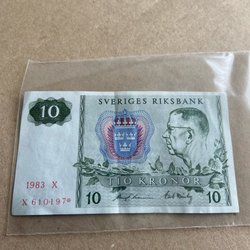 SVERIGES RIKSBANK
10
1983 X
X 610197*
TIO KRONOR
10
10